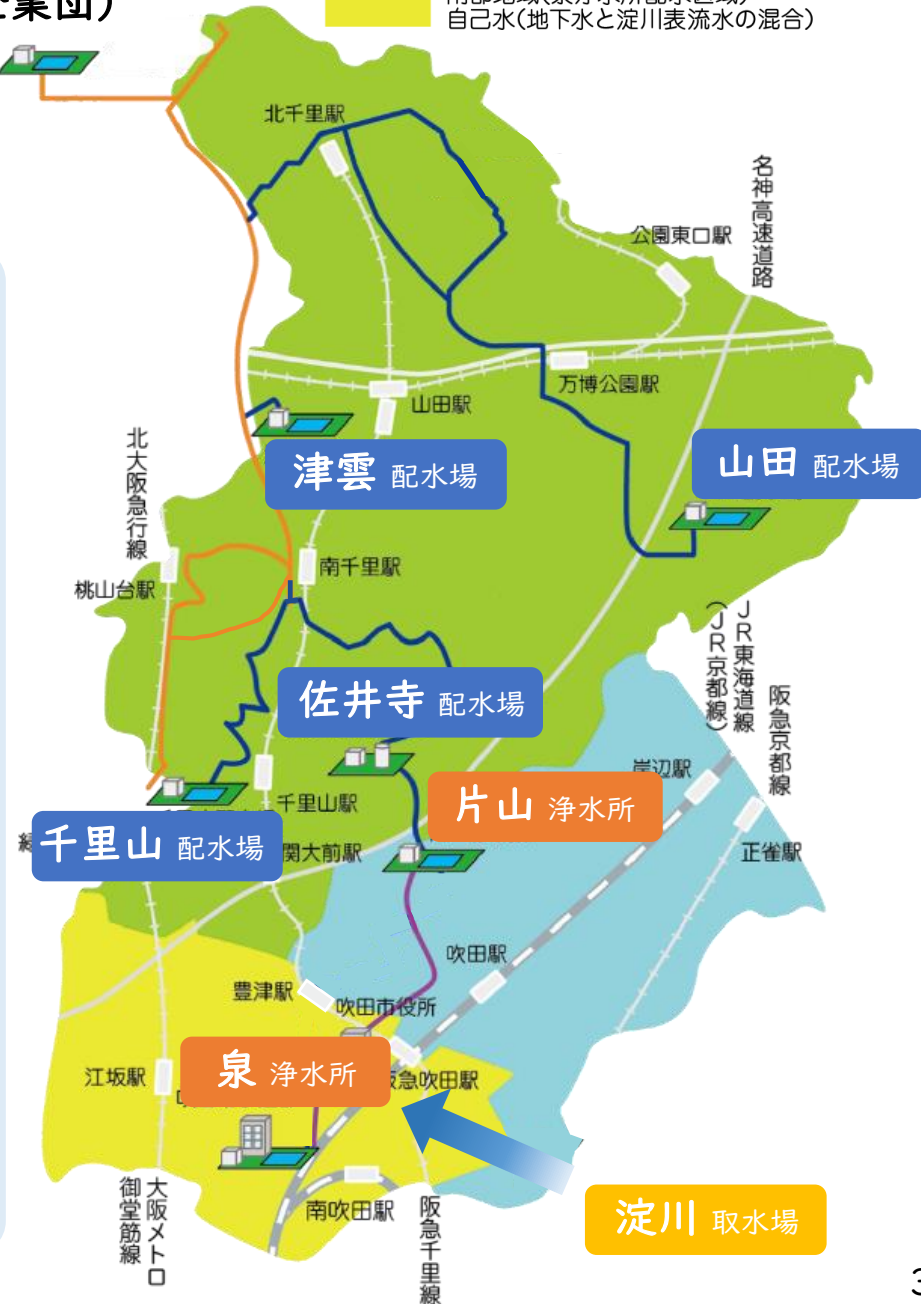 企業団)
自己水(地下水と淀川表流水の混合)
北千里駅
名神高速道路
公園東口駅
万博公園駅
山田駅
北大阪急行線
津雲 配水場
山田 配水場
南千里駅
桃山台駅
JR東海道線
(JR京都線)
阪急京都線
佐井寺 配水場
岸辺駅
千里山駅
片山 浄水所
千里山 配水場
関大前駅
正雀駅
吹田駅
豊津駅
吹田市役所
江坂駅
泉 浄水所
阪急吹田駅
南吹田駅
淀川 取水場
大阪メトロ
御堂筋線
阪急千里線
3